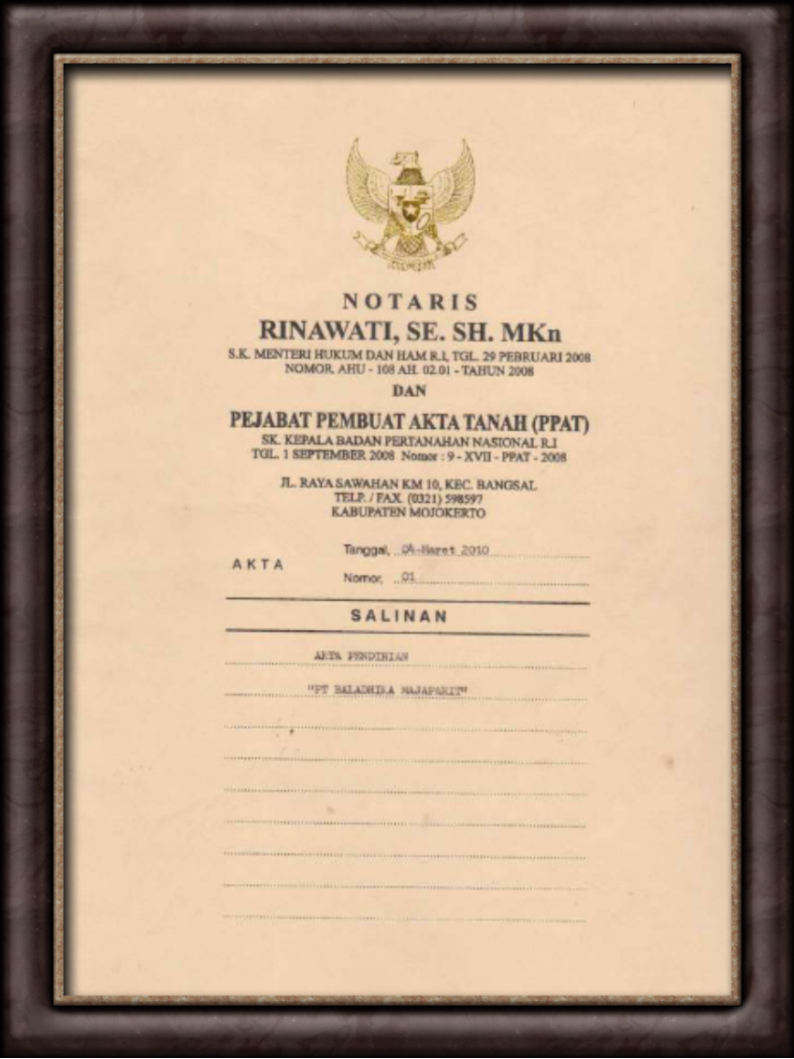 NOTARIS
RINAWATI, SE. SH. MKn
S.K. MENTERI HUKUM DAN HAM R.I, TGL. 29 PEBRUARI 2008
NOMOR. AHU - 108 AH. 02.01 - TAHUN 2008
DAN
PEJABAT PEMBUAT AKTA TANAH (PPAT)
SK. KEPALA BADAN PERTANAHAN NASIONAL R.I
TGL. 1 SEPTEMBER 2008 Nomor : 9 - XVII - PPAT - 2008
JL. RAYA SAWAHAN KM 10, KEC. BANGSAL
TELP. / FAX. (0321) 598597
KABUPATEN MOJOKERTO
AKTA
Tanggal, 04 Maret 2010
Nomor, 01
SALINAN
AKTA PENDIRIAN
"PT BALADHIKA MAJAPAKIT"